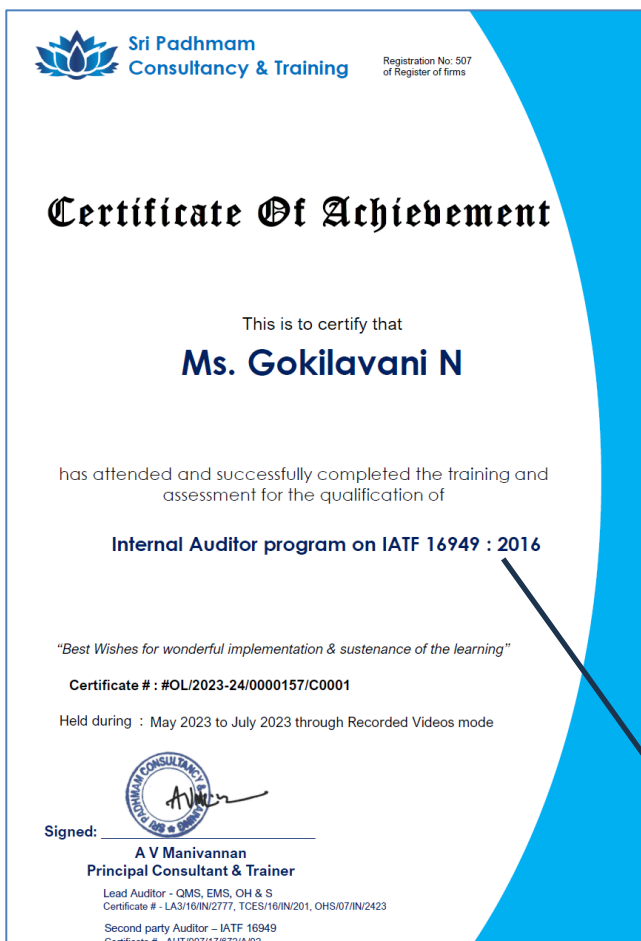 Sri Padhmam
Consultancy & Training
Registration No: 507
of Register of firms
Certificate Of Achievement
This is to certify that
Ms. Gokilavani N
has attended and successfully completed the training and
assessment for the qualification of
Internal Auditor program on IATF 16949 : 2016
“Best Wishes for wonderful implementation & sustenance of the learning”
Certificate # : #OL/2023-24/0000157/C0001
Held during : May 2023 to July 2023 through Recorded Videos mode
SRI PADHMAM CONSULTANCY & TRAINING
Signed:
A V Manivannan
Principal Consultant & Trainer
Lead Auditor - QMS, EMS, OH & S
Certificate # - LA3/16/IN/2777, TCES/16/IN/201, OHS/07/IN/2423
Second party Auditor – IATF 16949